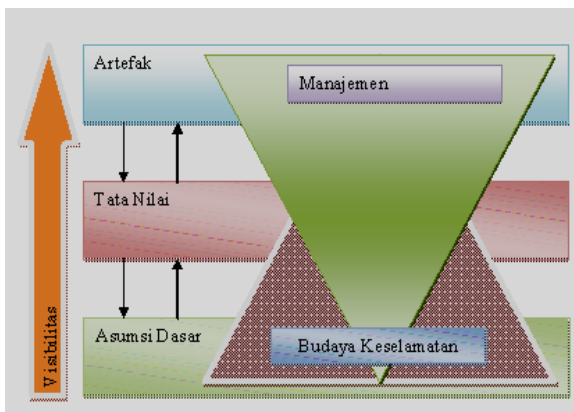 Artefak
Manajemen
Tata Nilai
Asumsi Dasar
Budaya Keselamatan
Visibilitas